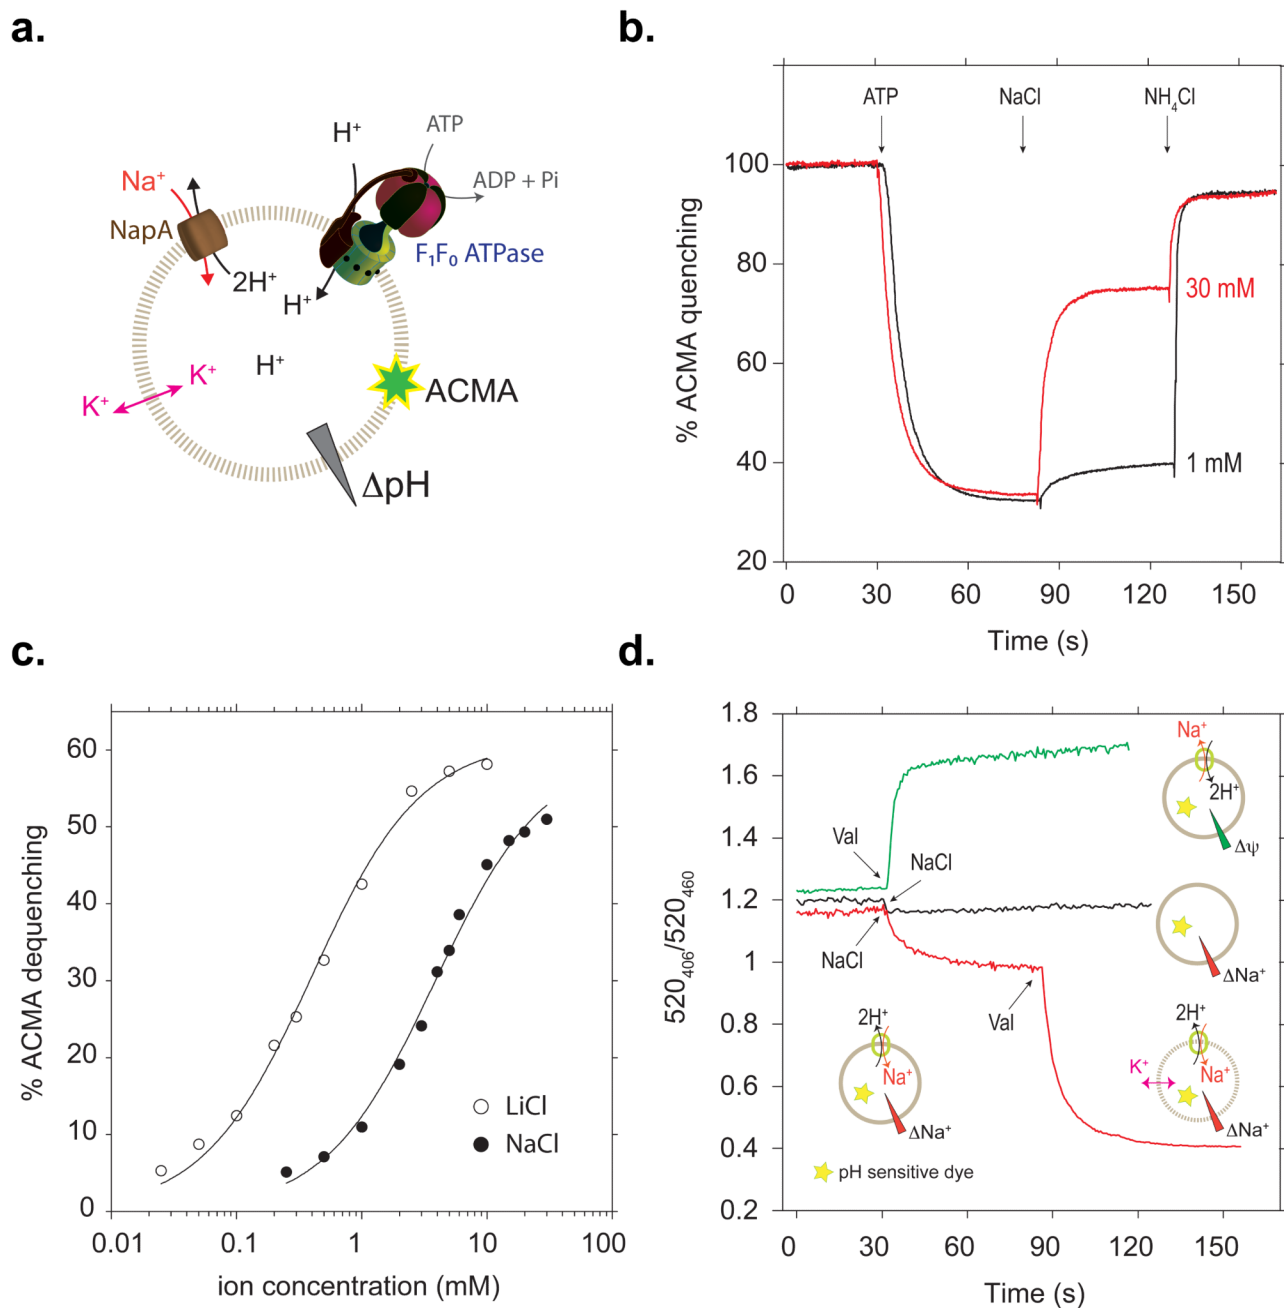 a.
H⁺
ATP
ADP + Pi
Na⁺
NapA
F₁F₀ ATPase
2H⁺
H⁺
H⁺
K⁺
K⁺
ACMA
ΔpH
b.
ATP
NaCl
NH₄Cl
100
80
60
40
20
% ACMA quenching
30 mM
1 mM
0
30
60
90
120
150
Time (s)
c.
60
50
40
30
20
10
0
% ACMA dequenching
LiCl
NaCl
0.01
0.1
1
10
100
ion concentration (mM)
d.
1.8
1.6
1.4
1.2
1
0.8
0.6
0.4
0.2
520₄₀₆/520₄₆₀
Na⁺
2H⁺
Δψ
Val
NaCl
NaCl
ΔNa⁺
Val
2H⁺
Na⁺
ΔNa⁺
2H⁺
K⁺
Na⁺
ΔNa⁺
pH sensitive dye
0
30
60
90
120
150
Time (s)